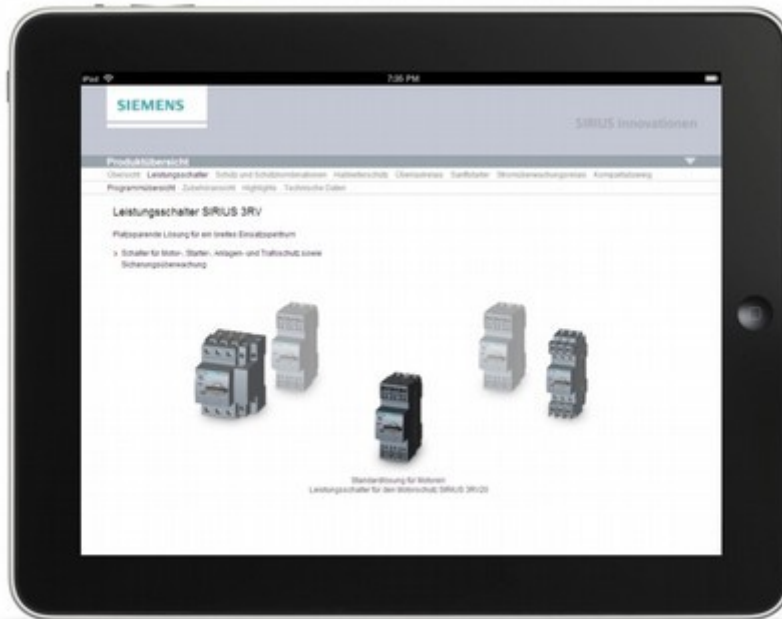 iPad 7:35 PM
SIEMENS
SIRIUS Innovationen
Produktübersicht
Übersicht Leistungsschalter Schütz und Schützkombinationen Halbleiterschütz Überlastrelais Sanftstarter Stromüberwachungsrelais
Programmübersicht Zubehöransicht Highlights Technische Daten
Leistungsschalter SIRIUS 3RV
Platzsparende Lösung für ein breites Einsatzspektrum
> Schalter für Motor-, Starter-, Anlagen- und Trafoschutz sowie
Sicherungsüberwachung
Standardlösung für Motoren
Leistungsschalter für den Motorschutz SIRIUS 3RV20